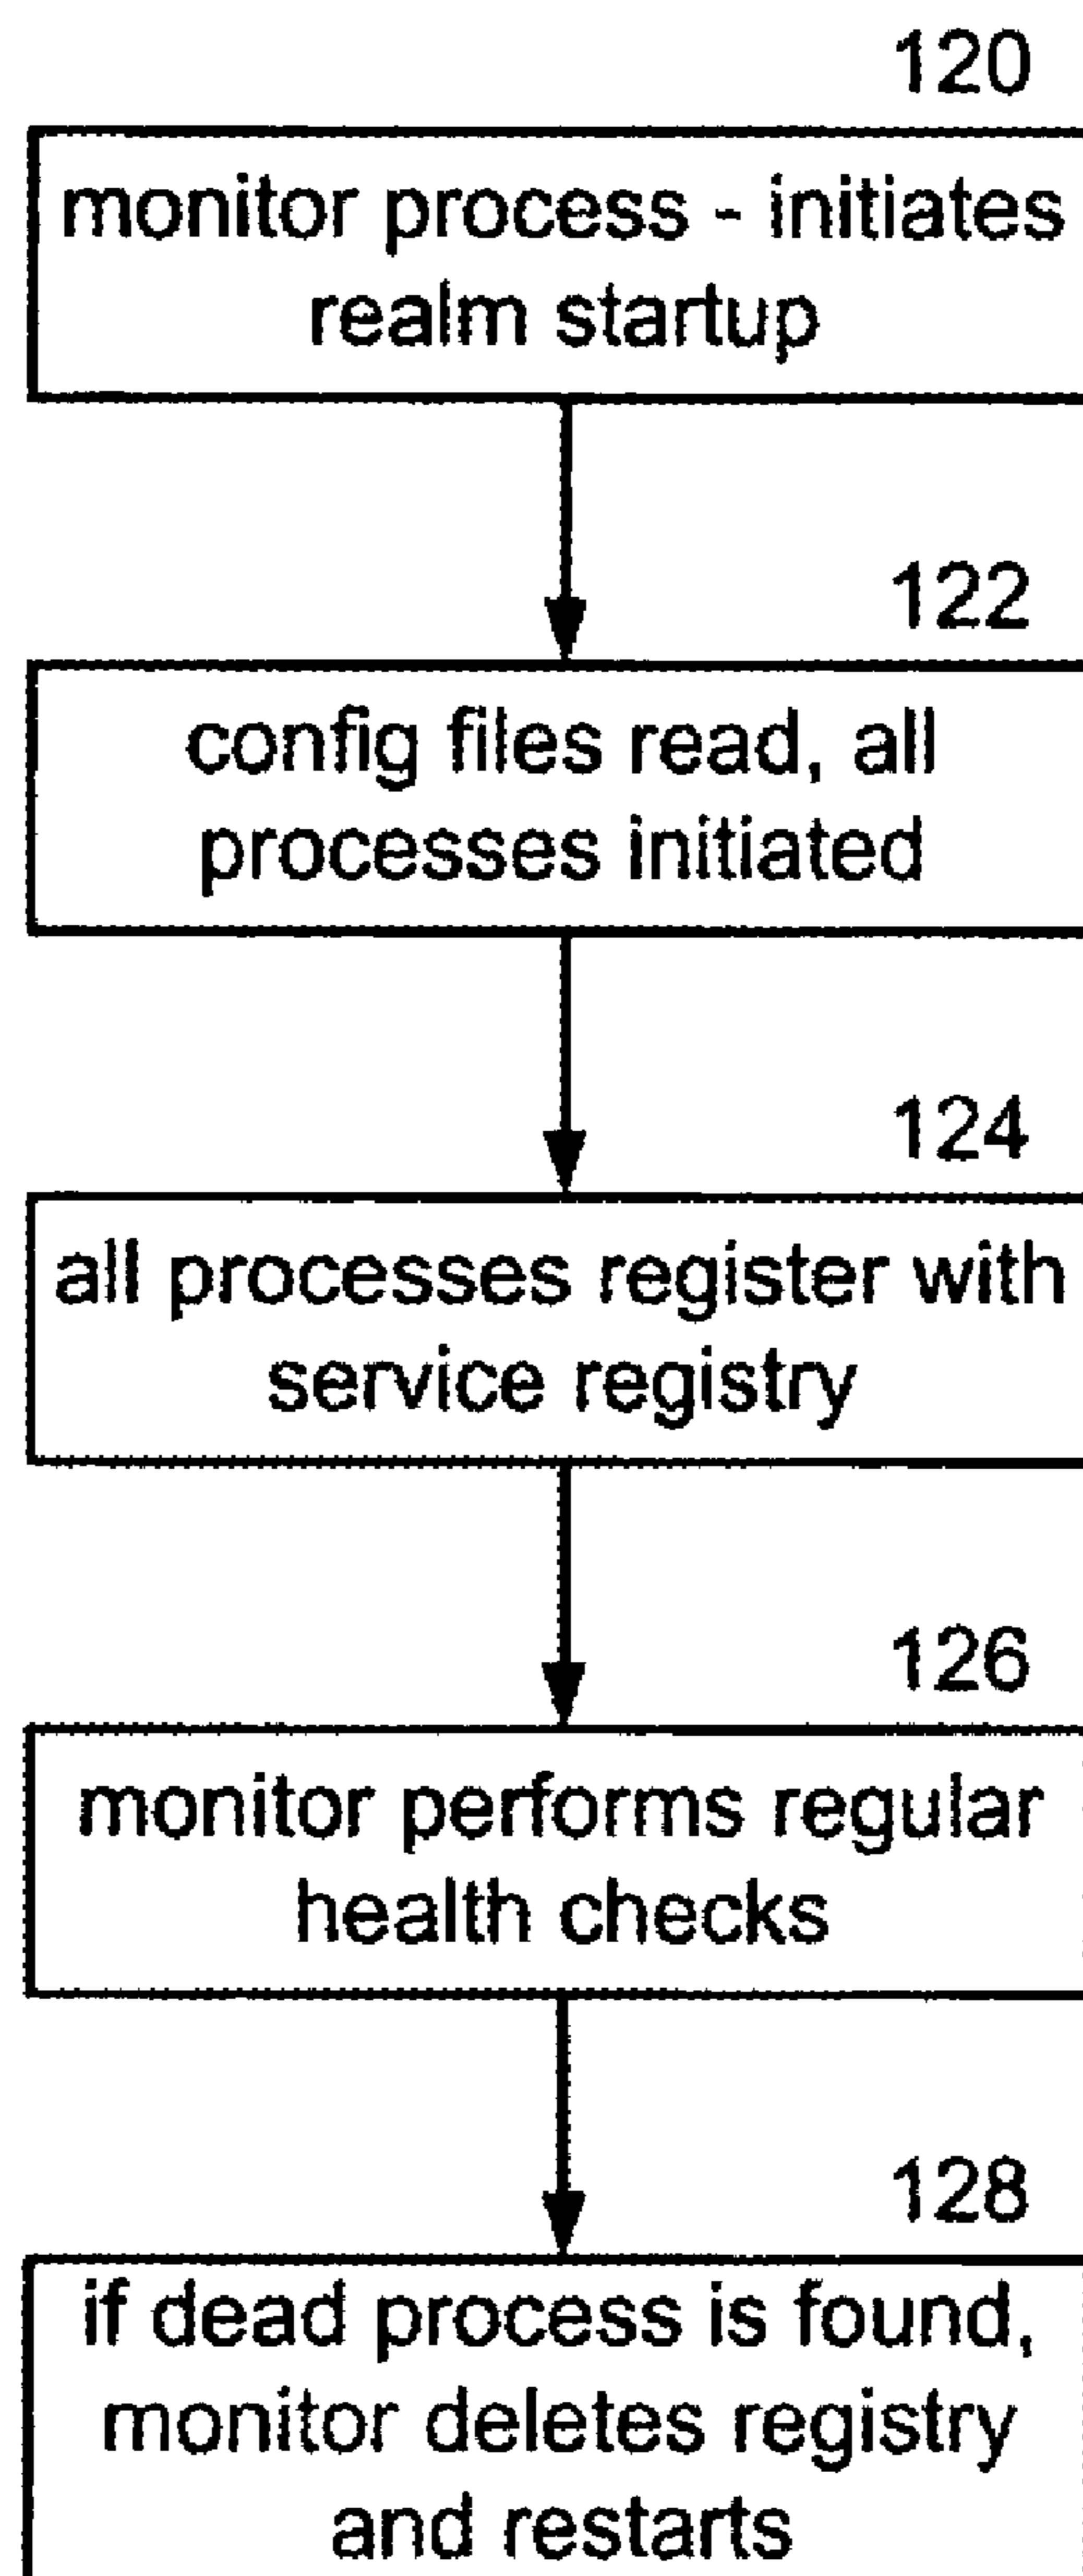 120
monitor process - initiates
realm startup
122
config files read, all
processes initiated
124
all processes register with
service registry
126
monitor performs regular
health checks
128
if dead process is found,
monitor deletes registry
and restarts